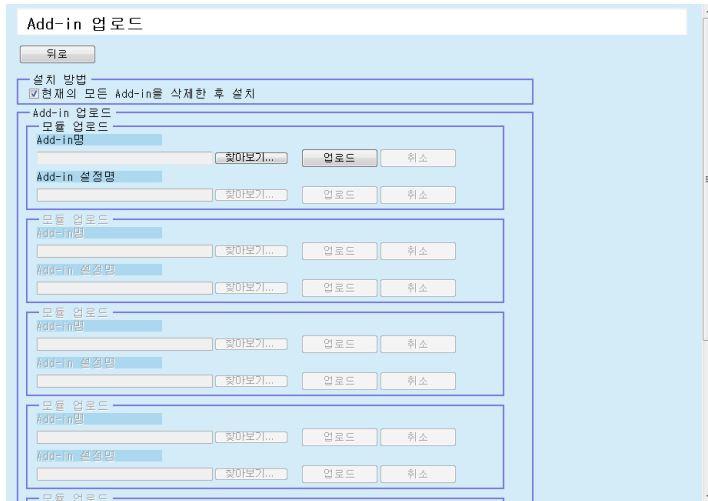 Add-in 업로드
뒤로
설치 방법
현재의 모든 Add-in을 삭제한 후 설치
Add-in 업로드
모듈 업로드
Add-in명
찾아보기... 업로드 취소
Add-in 설정명
찾아보기... 업로드 취소
모듈 업로드
Add-in명
찾아보기... 업로드 취소
Add-in 설정명
찾아보기... 업로드 취소
모듈 업로드
Add-in명
찾아보기... 업로드 취소
Add-in 설정명
찾아보기... 업로드 취소
모듈 업로드
Add-in명
찾아보기... 업로드 취소
Add-in 설정명
찾아보기... 업로드 취소
모듈 업로드